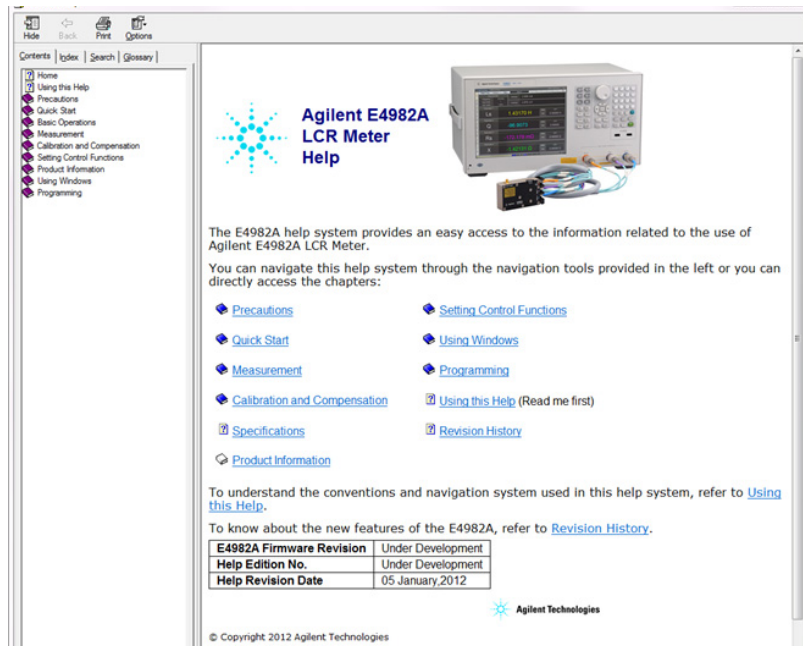 Hide Back Print Options
Contents Index Search Glossary
Home
Using this Help
Precautions
Quick Start
Basic Operations
Measurement
Calibration and Compensation
Setting Control Functions
Product Information
Using Windows
Programming
Agilent E4982A
LCR Meter
Help
The E4982A help system provides an easy access to the information related to the use of
Agilent E4982A LCR Meter.
You can navigate this help system through the navigation tools provided in the left or you can
directly access the chapters:
Precautions Setting Control Functions
Quick Start Using Windows
Measurement Programming
Calibration and Compensation Using this Help (Read me first)
Specifications Revision History
Product Information
To understand the conventions and navigation system used in this help system, refer to Using
this Help.
To know about the new features of the E4982A, refer to Revision History.
E4982A Firmware Revision Under Development
Help Edition No. Under Development
Help Revision Date 05 January,2012
Agilent Technologies
© Copyright 2012 Agilent Technologies